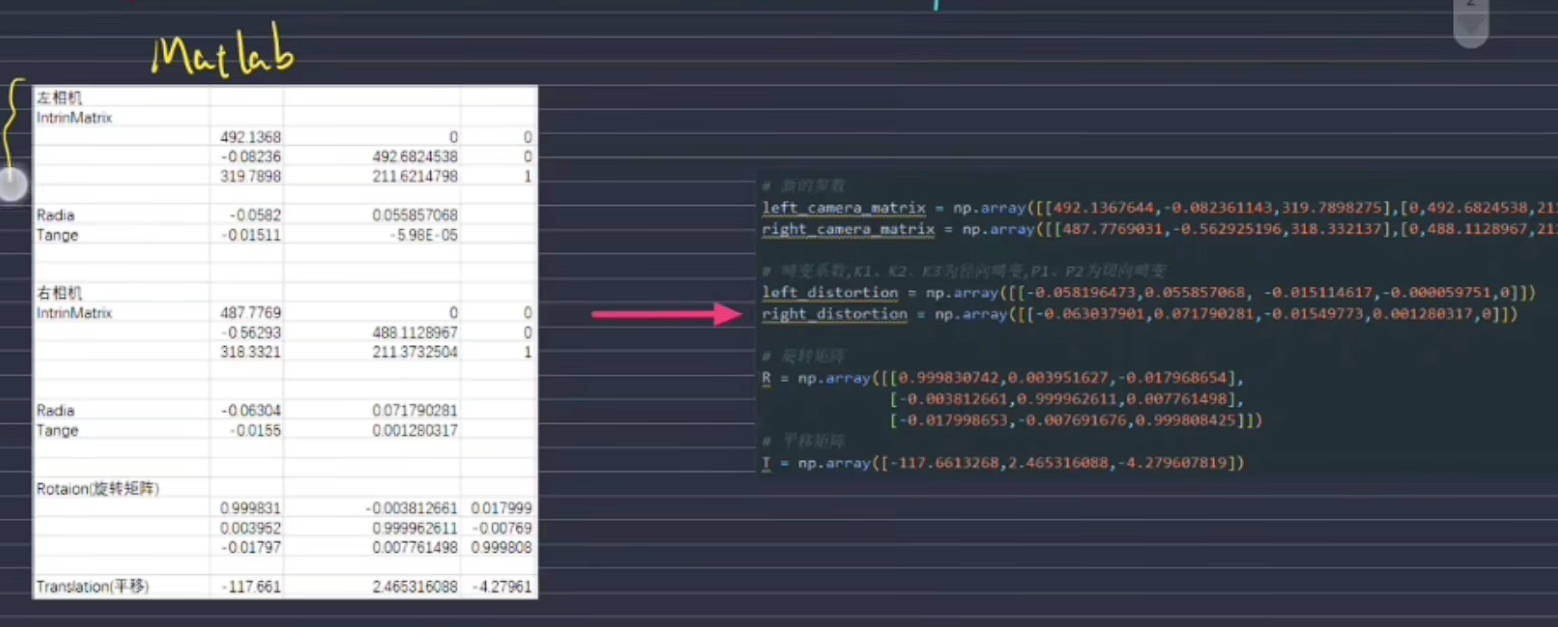 2
Matlab
左相机
IntrinMatrix
492.1368 0 0
-0.08236 492.6824538 0
319.7898 211.6214798 1
Radia -0.0582 0.055857068
Tange -0.01511 -5.98E-05
右相机
IntrinMatrix 487.7769 0 0
-0.56293 488.1128967 0
318.3321 211.3732504 1
Radia -0.06304 0.071790281
Tange -0.0155 0.001280317
Rotaion(旋转矩阵)
0.999831 -0.003812661 0.017999
0.003952 0.999962611 -0.00769
-0.01797 0.007761498 0.999808
Translation(平移) -117.661 2.465316088 -4.27961
# 新的参数
left_camera_matrix = np.array([[492.1367644,-0.082361143,319.7898275],[0,492.6824538,211
right_camera_matrix = np.array([[487.7769031,-0.562925196,318.332137],[0,488.1128967,211
# 畸变系数,K1、K2、K3为径向畸变,P1、P2为切向畸变
left_distortion = np.array([[-0.058196473,0.055857068, -0.015114617,-0.000059751,0]])
right_distortion = np.array([[-0.063037901,0.071790281,-0.01549773,0.001280317,0]])
# 旋转矩阵
R = np.array([[0.999830742,0.003951627,-0.017968654],
[-0.003812661,0.999962611,0.007761498],
[-0.017998653,-0.007691676,0.999808425]])
# 平移矩阵
T = np.array([-117.6613268,2.465316088,-4.279607819])